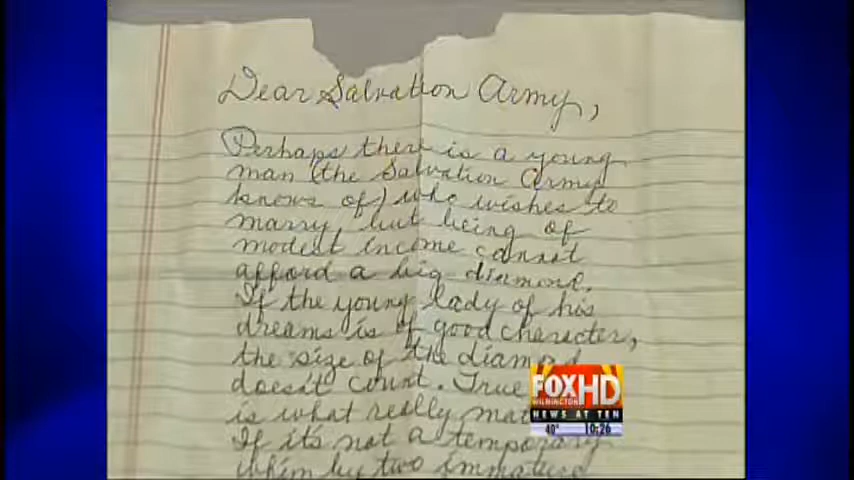 Dear Salvation Army,
Perhaps there is a young
man (the Salvation Army
knows of) who wishes to
marry, but being of
modest income cannot
afford a big diamond.
If the young lady of his
dreams is of good character,
the size of the diamond
doesn't count. True
is what really
If it's not a temporary
whim by two immature
FOX HD
WILMINGTON
NEWS AT TEN
40° 10:26